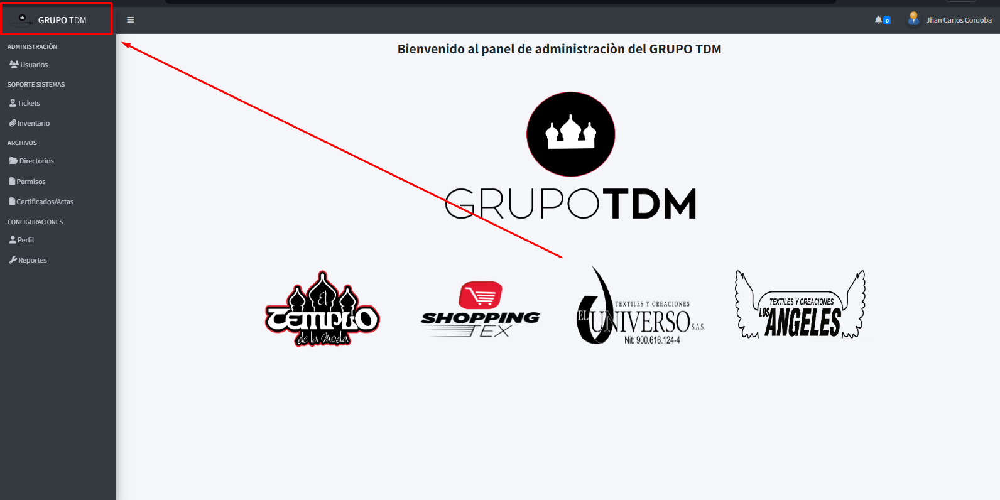 GRUPO TDM
0
Jhan Carlos Cordoba
ADMINISTRACIÒN
Usuarios
SOPORTE SISTEMAS
Tickets
Inventario
ARCHIVOS
Directorios
Permisos
Certificados/Actas
CONFIGURACIONES
Perfil
Reportes
Bienvenido al panel de administraciòn del GRUPO TDM
GRUPOTDM
El
TEMPLO
de la Moda
SHOPPING
TEX
TEXTILES Y CREACIONES
EL UNIVERSO S.A.S.
Nit: 900.616.124-4
TEXTILES Y CREACIONES
LOS ANGELES